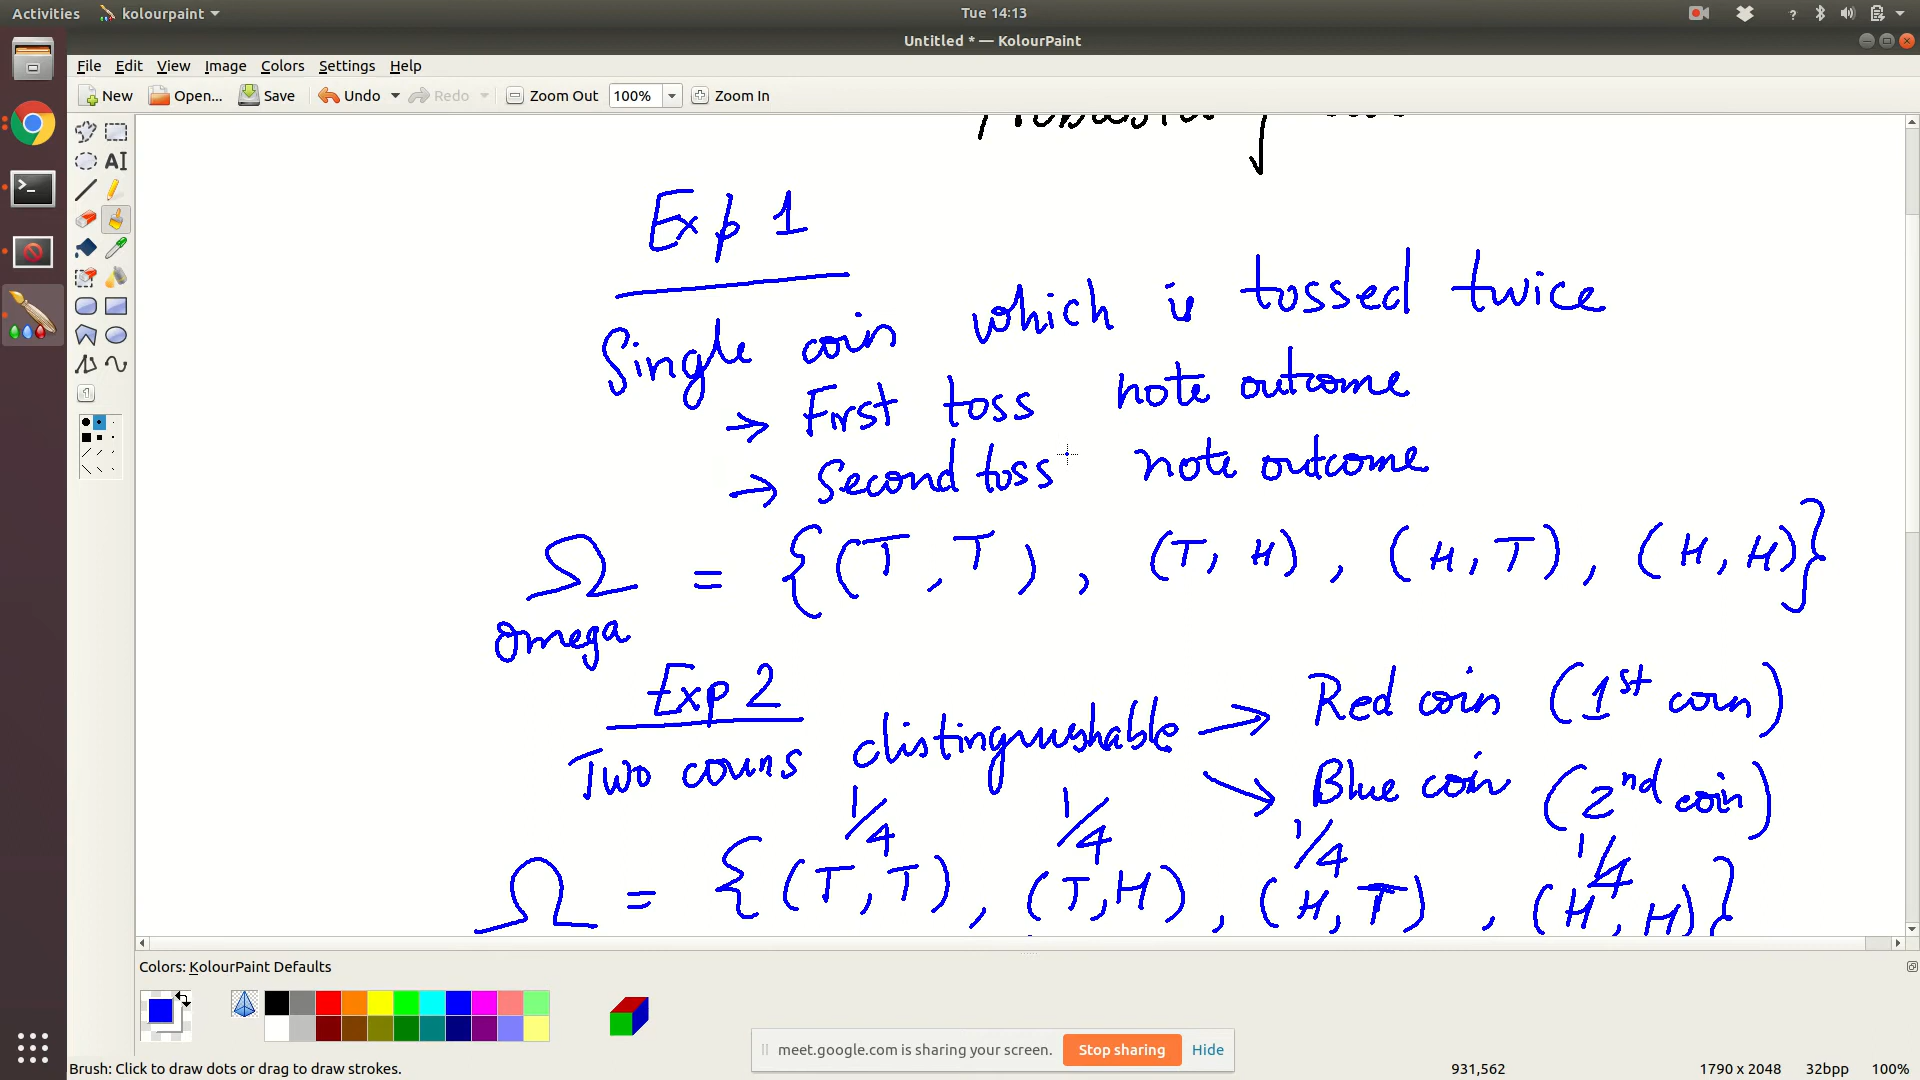 Activities kolourpaint Tue 14:13 ?
Untitled * — KolourPaint
File Edit View Image Colors Settings Help
New Open... Save Undo Redo Zoom Out 100% Zoom In
Exp 1
Single coin which is tossed twice
→ First toss note outcome
→ Second toss note outcome
Ω = {(T,T), (T,H), (H,T), (H,H)}
omega
Exp 2
Two coins distinguishable → Red coin (1st coin)
→ Blue coin (2nd coin)
1/4 1/4 1/4 1/4
Ω = {(T,T), (T,H), (H,T), (H,H)}
Colors: KolourPaint Defaults
meet.google.com is sharing your screen. Stop sharing Hide
Brush: Click to draw dots or drag to draw strokes. 931,562 1790 x 2048 32bpp 100%